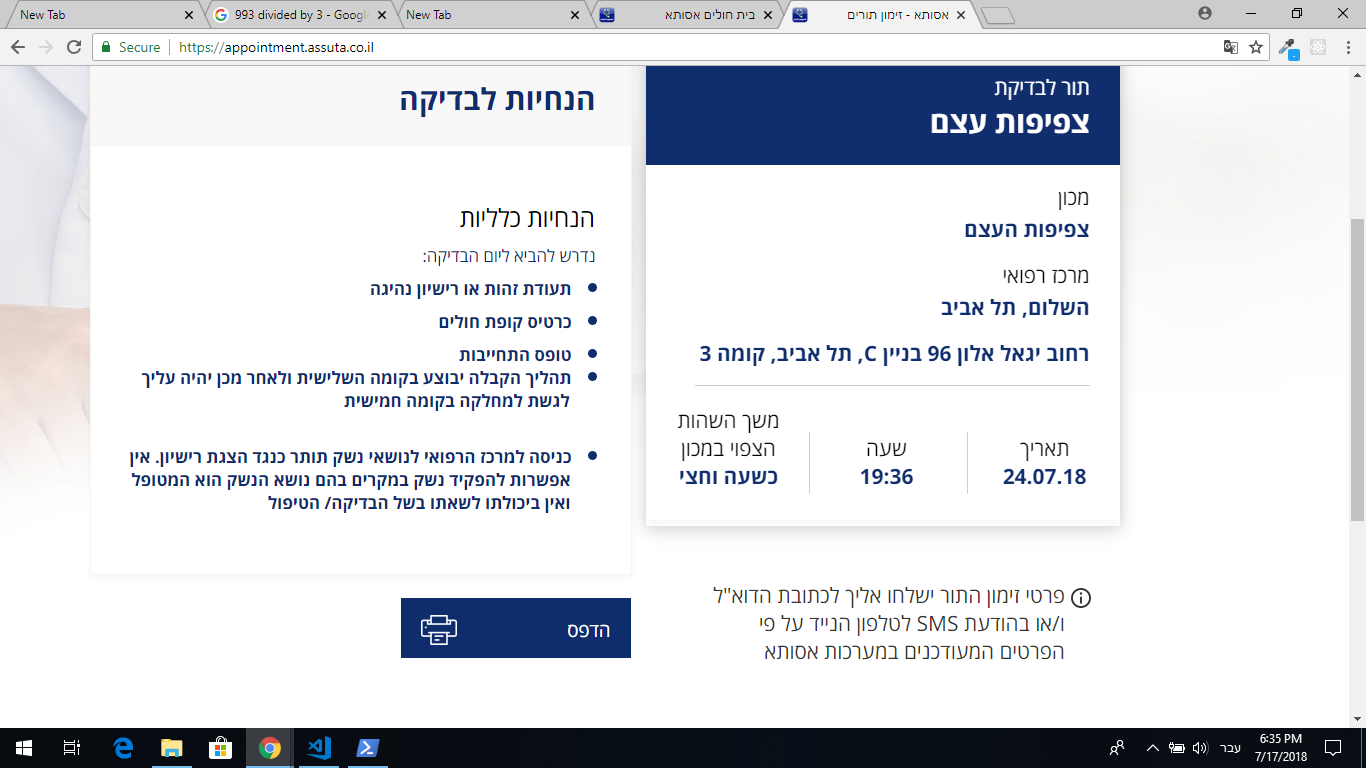 New Tab
993 divided by 3 - Google
New Tab
בית חולים אסותא
אסותא - זימון תורים
Secure
https://appointment.assuta.co.il
תור לבדיקת
צפיפות עצם
מכון
צפיפות העצם
מרכז רפואי
השלום, תל אביב
רחוב יגאל אלון 96 בניין C, תל אביב, קומה 3
תאריך
24.07.18
שעה
19:36
משך השהות
הצפוי במכון
כשעה וחצי
פרטי זימון התור ישלחו אליך לכתובת הדוא"ל
ו/או בהודעת SMS לטלפון הנייד על פי
הפרטים המעודכנים במערכות אסותא
הנחיות לבדיקה
הנחיות כלליות
נדרש להביא ליום הבדיקה:
תעודת זהות או רישיון נהיגה
כרטיס קופת חולים
טופס התחייבות
תהליך הקבלה יבוצע בקומה השלישית ולאחר מכן יהיה עליך
לגשת למחלקה בקומה חמישית
כניסה למרכז הרפואי לנושאי נשק תותר כנגד הצגת רישיון. אין
אפשרות להפקיד נשק במקרים בהם נושא הנשק הוא המטופל
ואין ביכולתו לשאתו בשל הבדיקה/ הטיפול
הדפס
עבר
6:35 PM
7/17/2018